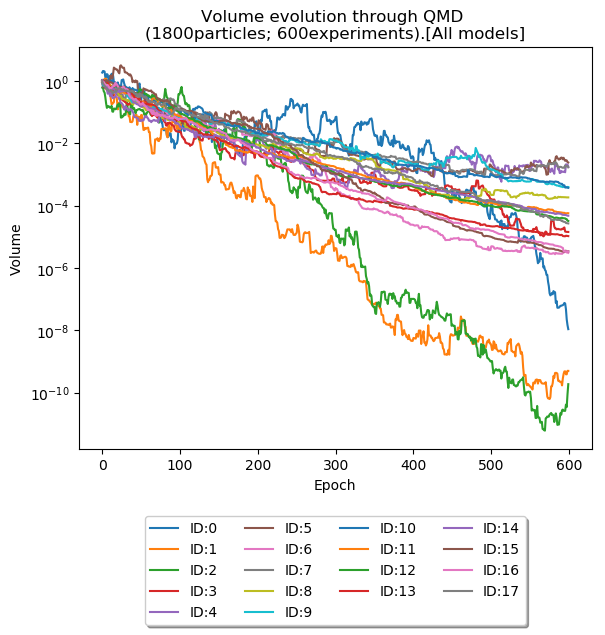 Volume evolution through QMD
(1800particles; 600experiments).[All models]
Volume
10⁰
10⁻²
10⁻⁴
10⁻⁶
10⁻⁸
10⁻¹⁰
0 100 200 300 400 500 600
Epoch
ID:0 ID:5 ID:10 ID:14
ID:1 ID:6 ID:11 ID:15
ID:2 ID:7 ID:12 ID:16
ID:3 ID:8 ID:13 ID:17
ID:4 ID:9